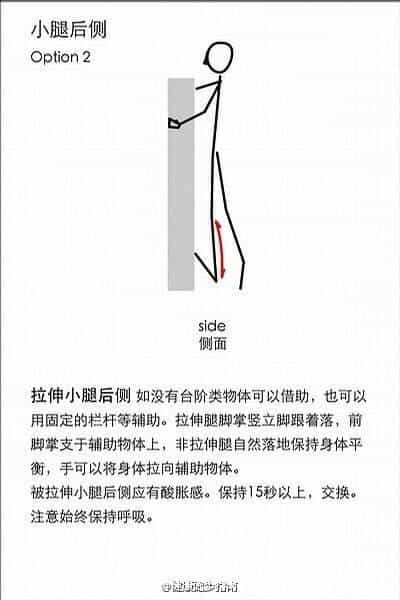 小腿后侧
Option 2
side
侧面
拉伸小腿后侧 如没有台阶类物体可以借助，也可以
用固定的栏杆等辅助。拉伸腿脚掌竖立脚跟着落，前
脚掌支于辅助物体上，非拉伸腿自然落地保持身体平
衡，手可以将身体拉向辅助物体。
被拉伸小腿后侧应有酸胀感。保持15秒以上，交换。
注意始终保持呼吸。